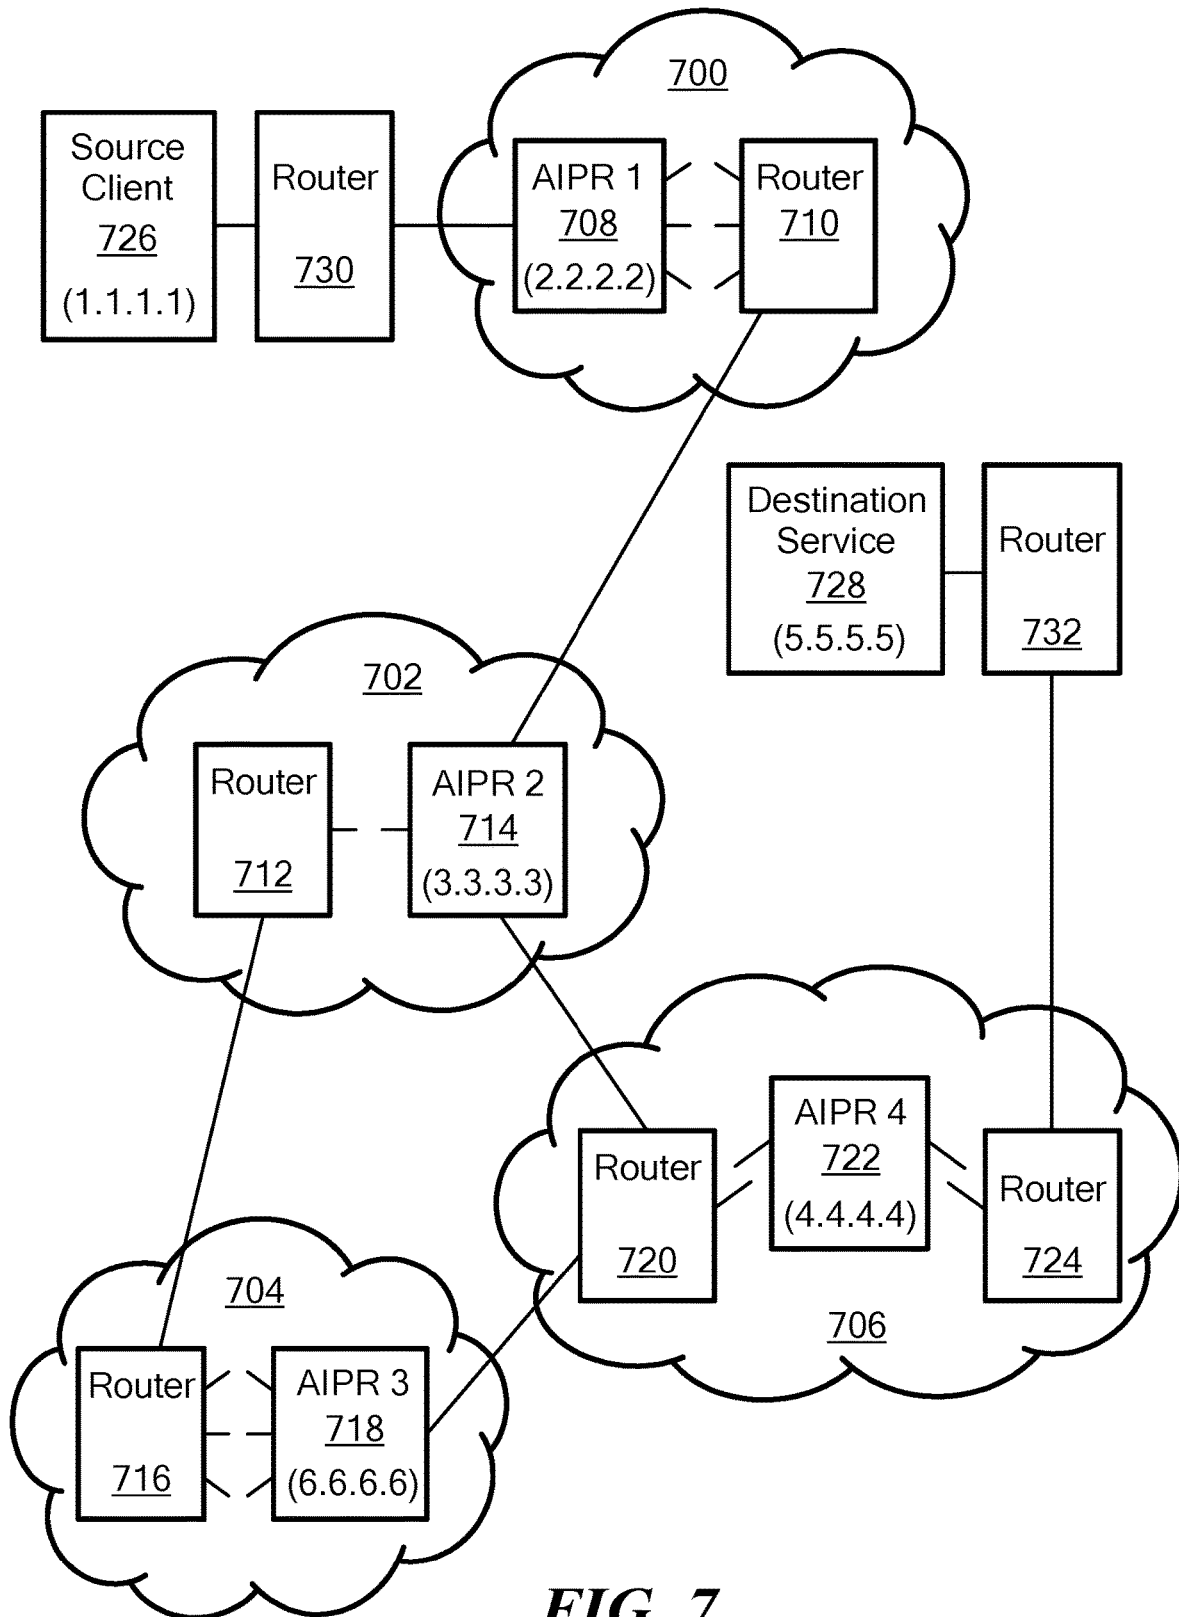 700
Source
Client
726
(1.1.1.1)
Router
730
AIPR 1
708
(2.2.2.2)
Router
710
Destination
Service
728
(5.5.5.5)
Router
732
702
Router
712
AIPR 2
714
(3.3.3.3)
AIPR 4
722
(4.4.4.4)
Router
720
Router
724
706
704
Router
716
AIPR 3
718
(6.6.6.6)
FIG. 7